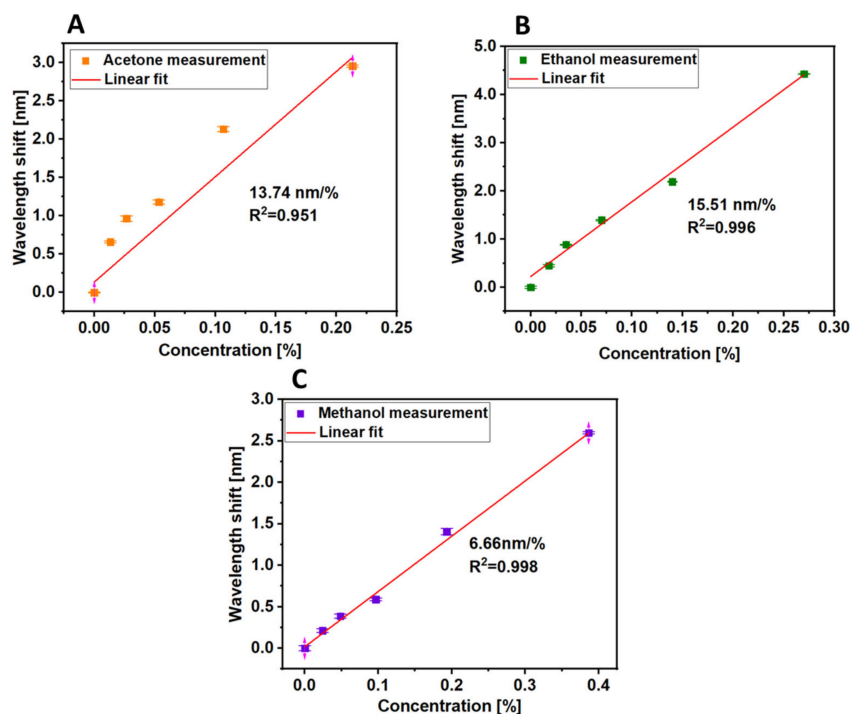 A
Acetone measurement
Linear fit
3.0
2.5
2.0
1.5
1.0
0.5
0.0
Wavelength shift [nm]
13.74 nm/%
R²=0.951
0.00 0.05 0.10 0.15 0.20 0.25
Concentration [%]
B
Ethanol measurement
Linear fit
5.0
4.0
3.0
2.0
1.0
0.0
Wavelength shift [nm]
15.51 nm/%
R²=0.996
0.00 0.05 0.10 0.15 0.20 0.25 0.30
Concentration [%]
C
Methanol measurement
Linear fit
3.0
2.5
2.0
1.5
1.0
0.5
0.0
Wavelength shift [nm]
6.66nm/%
R²=0.998
0.0 0.1 0.2 0.3 0.4
Concentration [%]